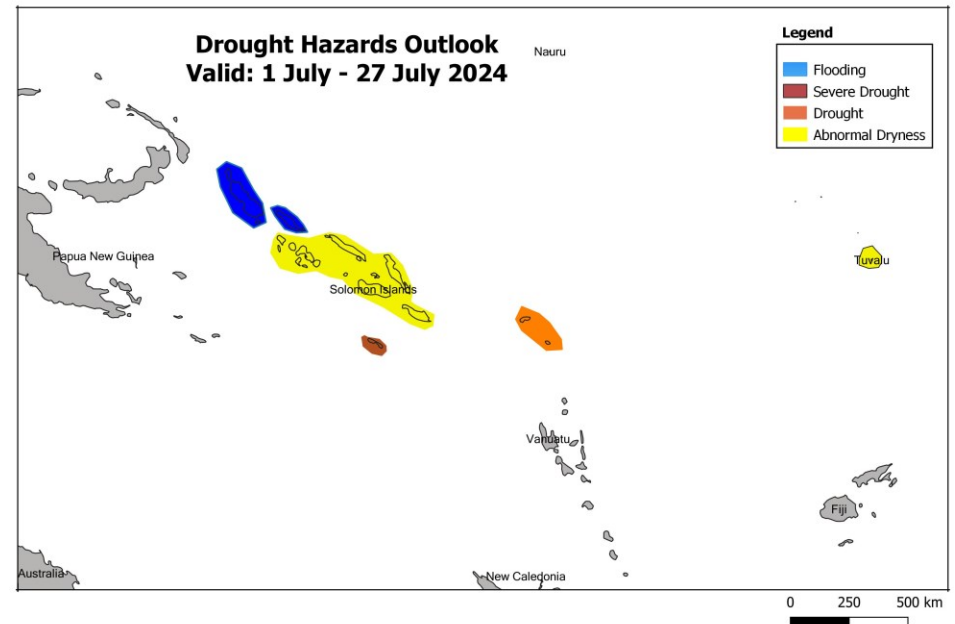 Drought Hazards Outlook
Valid: 1 July - 27 July 2024
Nauru
Legend
Flooding
Severe Drought
Drought
Abnormal Dryness
Papua New Guinea
Solomon Islands
Tuvalu
Vanuatu
Fiji
Australia
New Caledonia
0 250 500 km